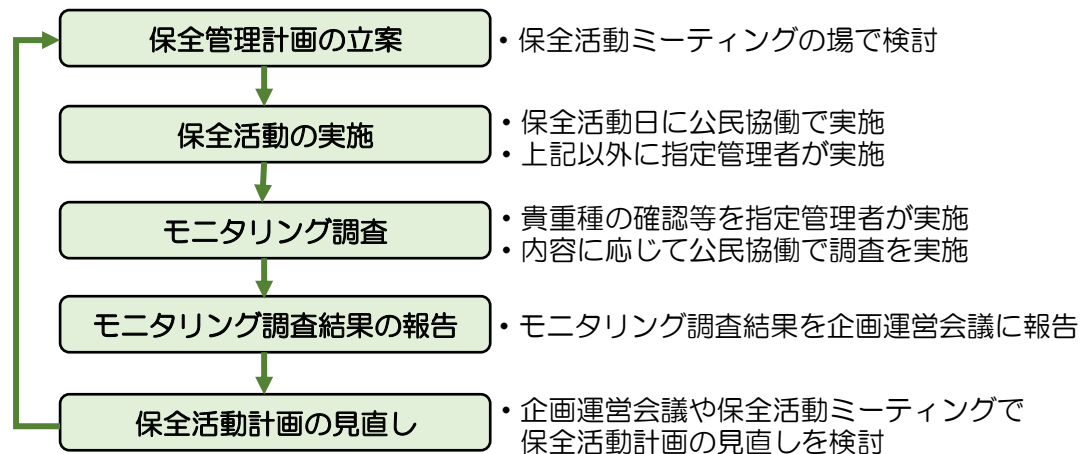 保全管理計画の立案
・保全活動ミーティングの場で検討
保全活動の実施
・保全活動日に公民協働で実施
・上記以外に指定管理者が実施
モニタリング調査
・貴重種の確認等を指定管理者が実施
・内容に応じて公民協働で調査を実施
モニタリング調査結果の報告
・モニタリング調査結果を企画運営会議に報告
保全活動計画の見直し
・企画運営会議や保全活動ミーティングで
保全活動計画の見直しを検討